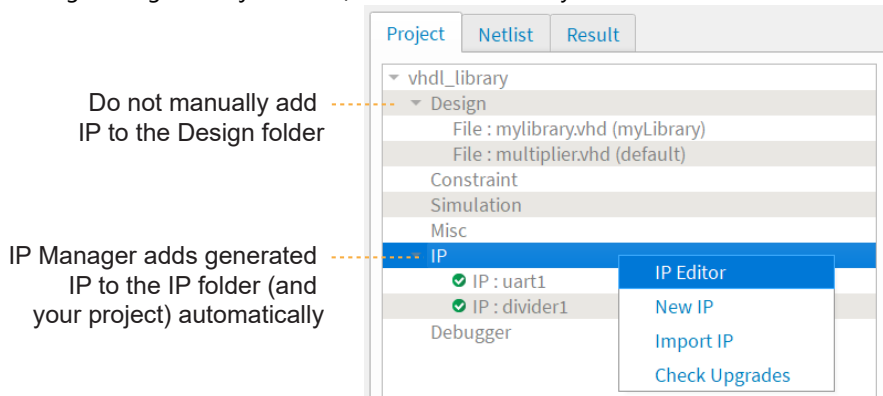 Project Netlist Result
vhdl_library
Do not manually add
IP to the Design folder
Design
File : mylibrary.vhd (myLibrary)
File : multiplier.vhd (default)
Constraint
Simulation
Misc
IP Manager adds generated
IP to the IP folder (and
your project) automatically
IP
IP : uart1
IP : divider1
Debugger
IP Editor
New IP
Import IP
Check Upgrades